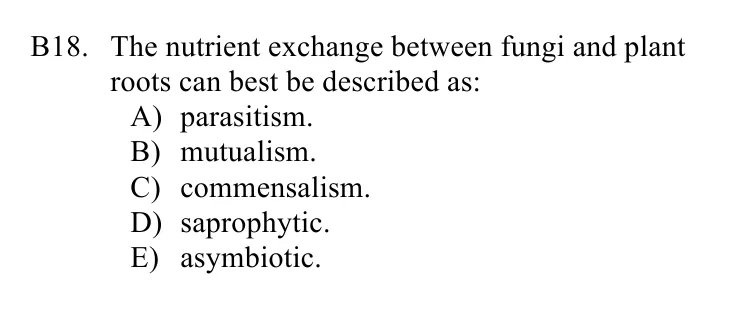 B18. The nutrient exchange between fungi and plant
roots can best be described as:
A) parasitism.
B) mutualism.
C) commensalism.
D) saprophytic.
E) asymbiotic.